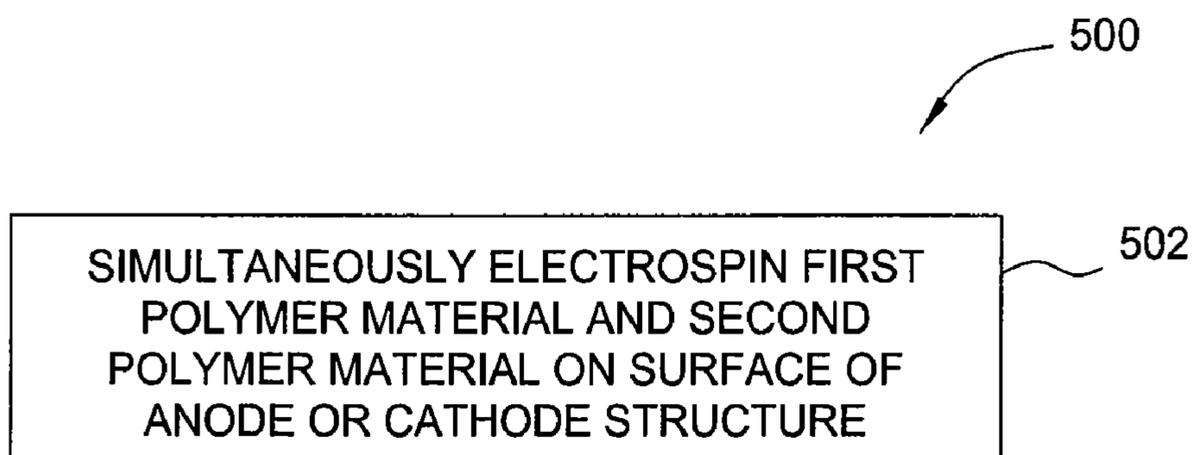 500
502
SIMULTANEOUSLY ELECTROSPIN FIRST
POLYMER MATERIAL AND SECOND
POLYMER MATERIAL ON SURFACE OF
ANODE OR CATHODE STRUCTURE